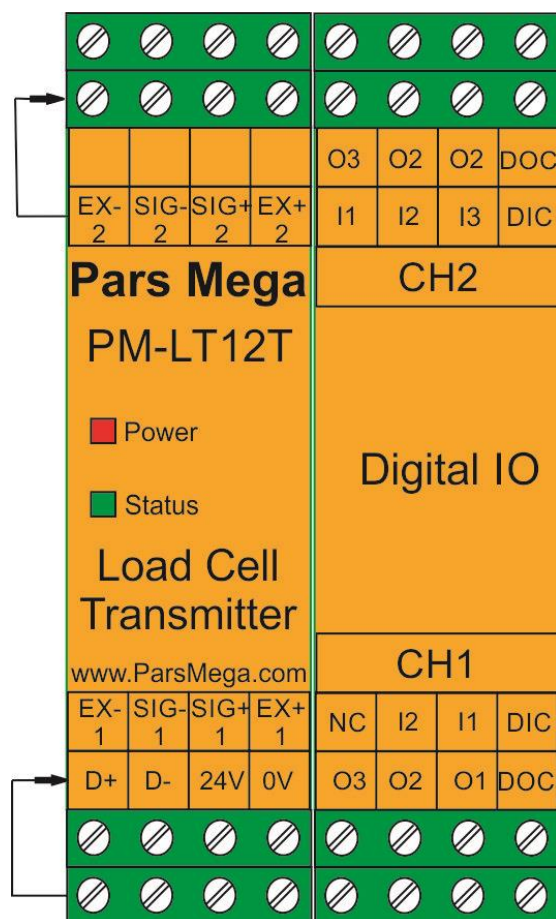 O3 O2 O2 DOC
EX-2 SIG-2 SIG+2 EX+2 I1 I2 I3 DIC
Pars Mega
CH2
PM-LT12T
Power
Digital IO
Status
Load Cell
Transmitter
www.ParsMega.com
CH1
EX-1 SIG-1 SIG+1 EX+1 NC I2 I1 DIC
D+ D- 24V 0V O3 O2 O1 DOC